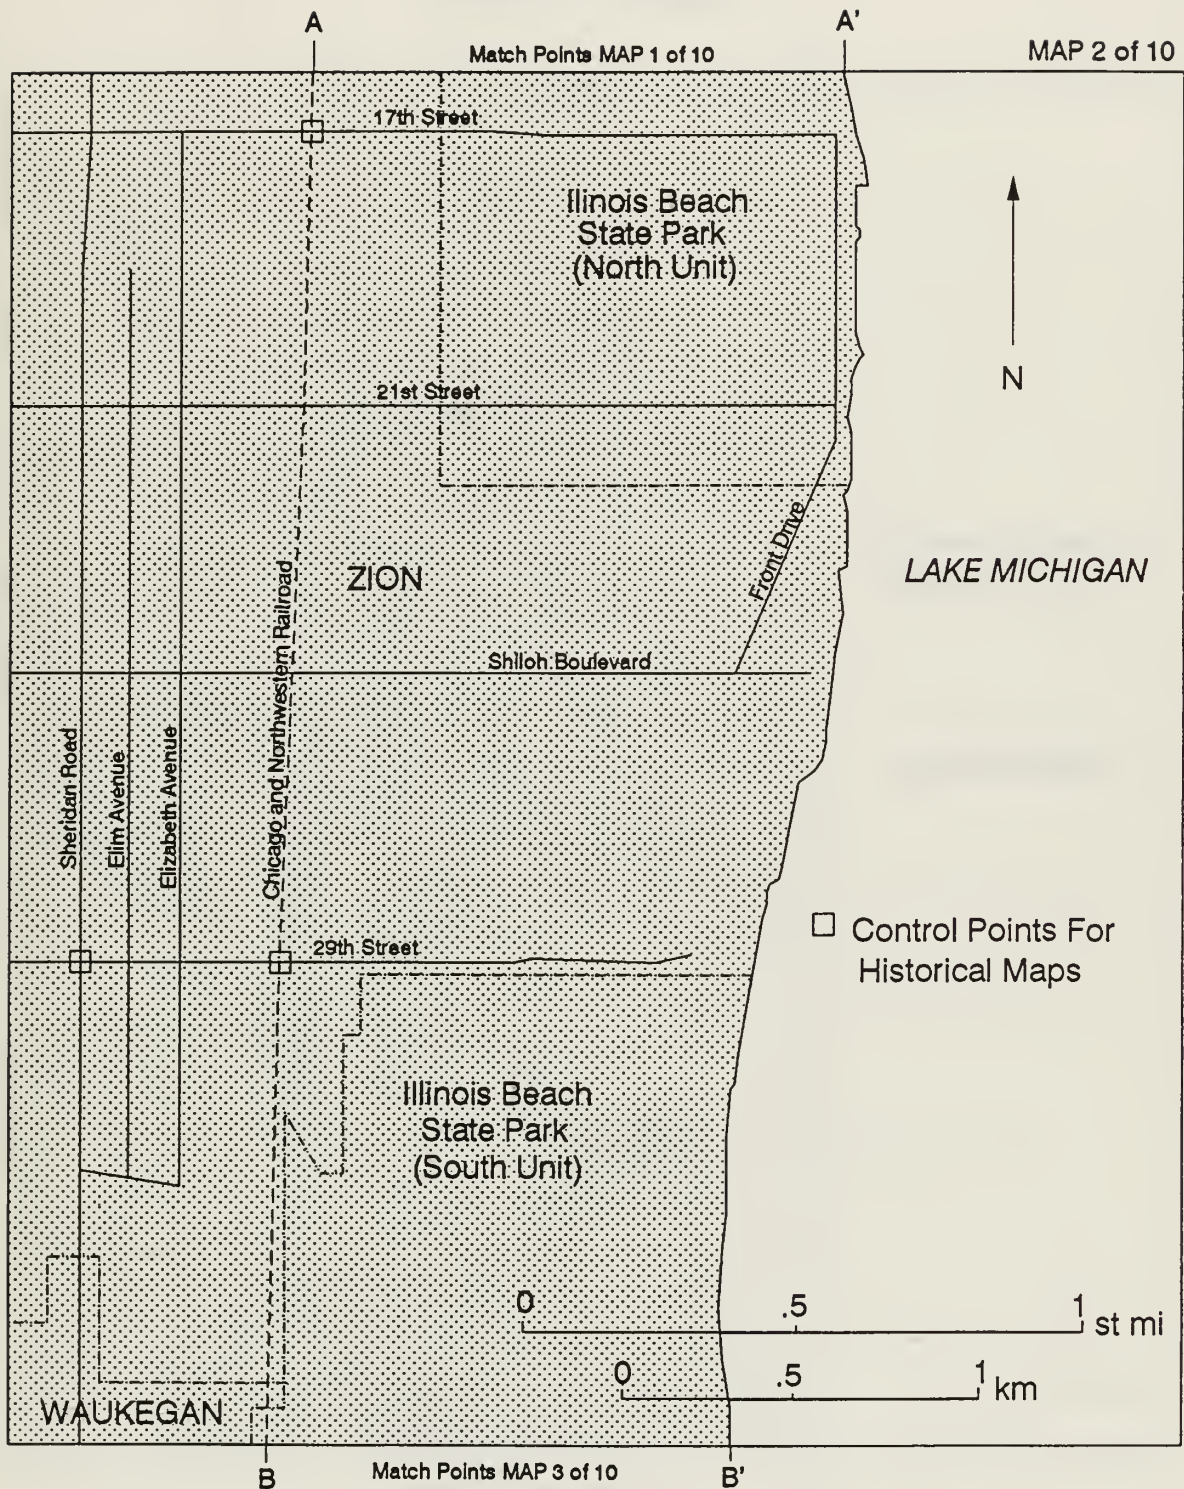 A
A'
Match Points MAP 1 of 10
MAP 2 of 10
17th Street
Illinois Beach
State Park
(North Unit)
N
21st Street
Front Drive
ZION
LAKE MICHIGAN
Chicago and Northwestern Railroad
Shiloh Boulevard
Sheridan Road
Elim Avenue
Elizabeth Avenue
Control Points For
Historical Maps
29th Street
Illinois Beach
State Park
(South Unit)
0 .5 1 st mi
0 .5 1 km
WAUKEGAN
B
Match Points MAP 3 of 10
B'